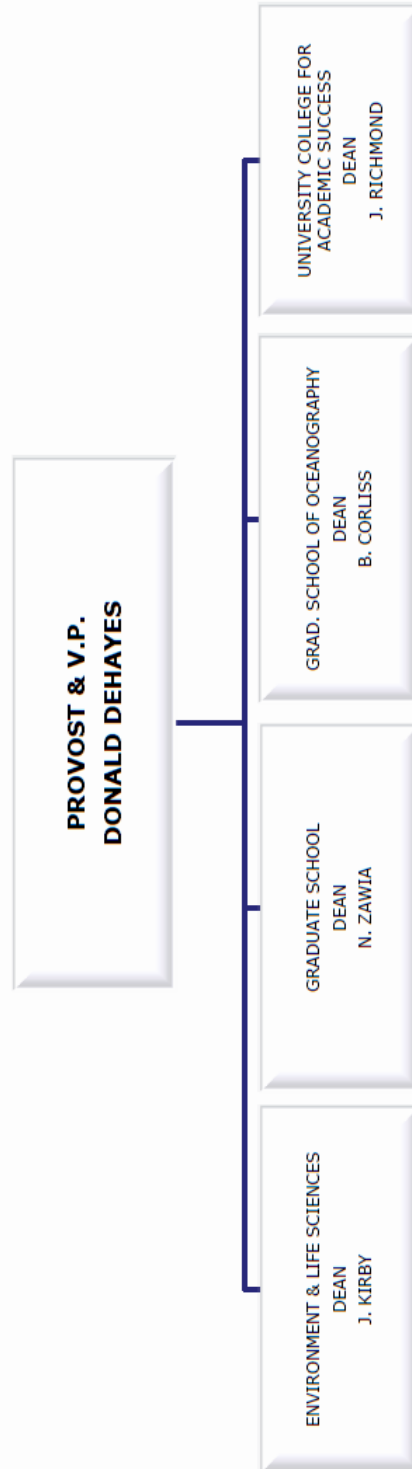 PROVOST & V.P.
DONALD DEHAYES
ENVIRONMENT & LIFE SCIENCES
DEAN
J. KIRBY
GRADUATE SCHOOL
DEAN
N. ZAWIA
GRAD. SCHOOL OF OCEANOGRAPHY
DEAN
B. CORLISS
UNIVERSITY COLLEGE FOR
ACADEMIC SUCCESS
DEAN
J. RICHMOND